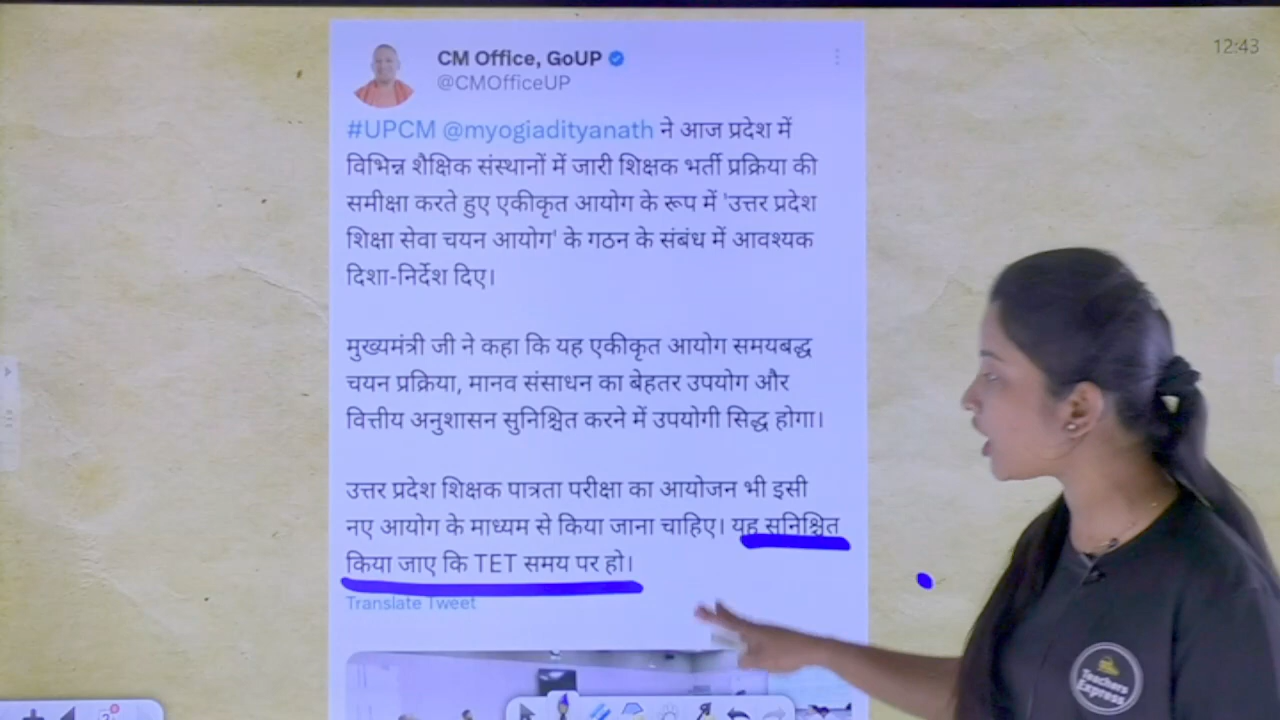 CM Office, GoUP
@CMOfficeUP
12:43
#UPCM @myogiadityanath ने आज प्रदेश में
विभिन्न शैक्षिक संस्थानों में जारी शिक्षक भर्ती प्रक्रिया की
समीक्षा करते हुए एकीकृत आयोग के रूप में 'उत्तर प्रदेश
शिक्षा सेवा चयन आयोग' के गठन के संबंध में आवश्यक
दिशा-निर्देश दिए।
मुख्यमंत्री जी ने कहा कि यह एकीकृत आयोग समयबद्ध
चयन प्रक्रिया, मानव संसाधन का बेहतर उपयोग और
वित्तीय अनुशासन सुनिश्चित करने में उपयोगी सिद्ध होगा।
उत्तर प्रदेश शिक्षक पात्रता परीक्षा का आयोजन भी इसी
नए आयोग के माध्यम से किया जाना चाहिए। यह सुनिश्चित
किया जाए कि TET समय पर हो।
Translate Tweet
Teachers
Express